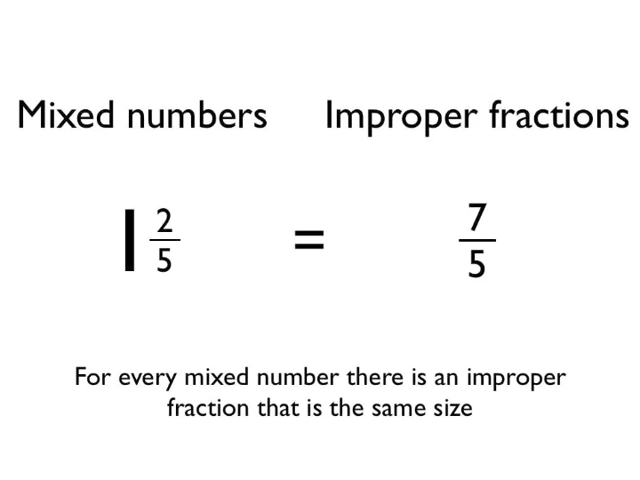 Mixed numbers Improper fractions
1 2/5 = 7/5
For every mixed number there is an improper
fraction that is the same size